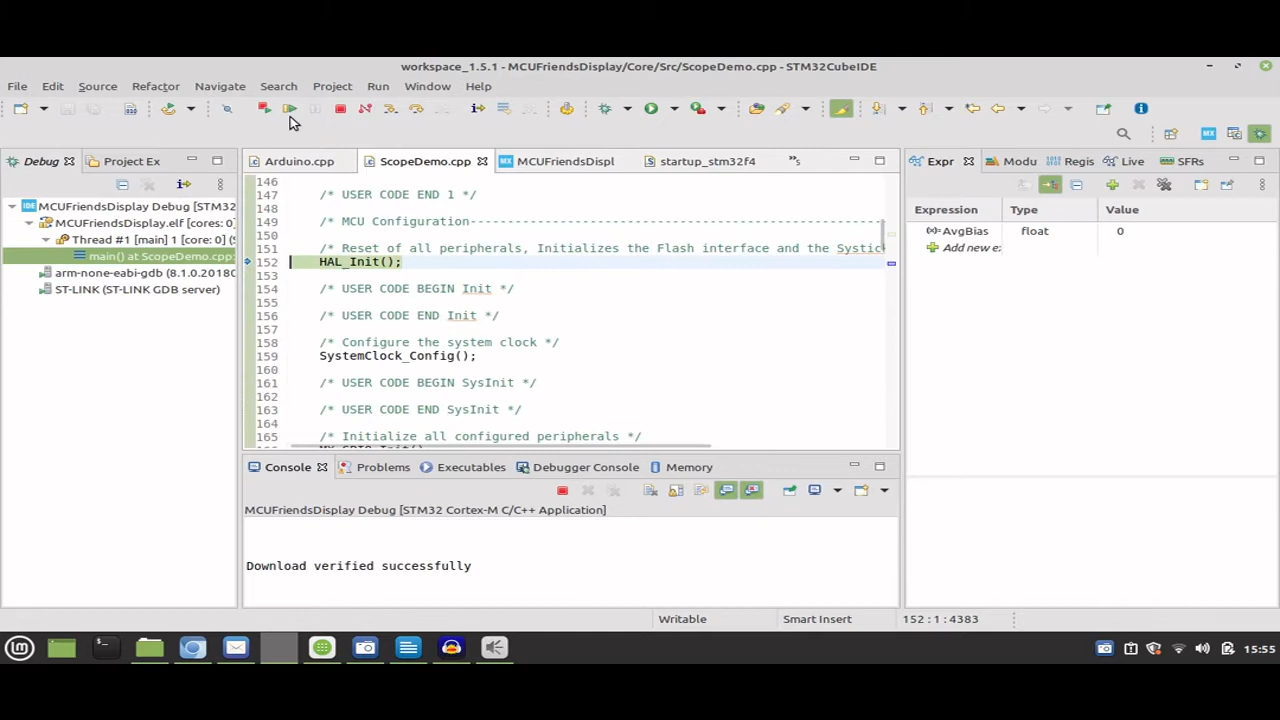 workspace_1.5.1 - MCUFriendsDisplay/Core/Src/ScopeDemo.cpp - STM32CubeIDE
File Edit Source Refactor Navigate Search Project Run Window Help
Debug Project Ex
Arduino.cpp ScopeDemo.cpp MCUFriendsDispl startup_stm32f4
Expr Modu Regis Live SFRs
MCUFriendsDisplay Debug [STM32
MCUFriendsDisplay.elf [cores: 0]
Thread #1 [main] 1 [core: 0] (S
main() at ScopeDemo.cpp:
arm-none-eabi-gdb (8.1.0.20180
ST-LINK (ST-LINK GDB server)
146
147 /* USER CODE END 1 */
148
149 /* MCU Configuration--------------------------------------------------------
150
151 /* Reset of all peripherals, Initializes the Flash interface and the Systick
152 HAL_Init();
153
154 /* USER CODE BEGIN Init */
155
156 /* USER CODE END Init */
157
158 /* Configure the system clock */
159 SystemClock_Config();
160
161 /* USER CODE BEGIN SysInit */
162
163 /* USER CODE END SysInit */
164
165 /* Initialize all configured peripherals */
Expression Type Value
AvgBias float 0
Add new e:
Console Problems Executables Debugger Console Memory
MCUFriendsDisplay Debug [STM32 Cortex-M C/C++ Application]
Download verified successfully
Writable Smart Insert 152:1:4383
15:55